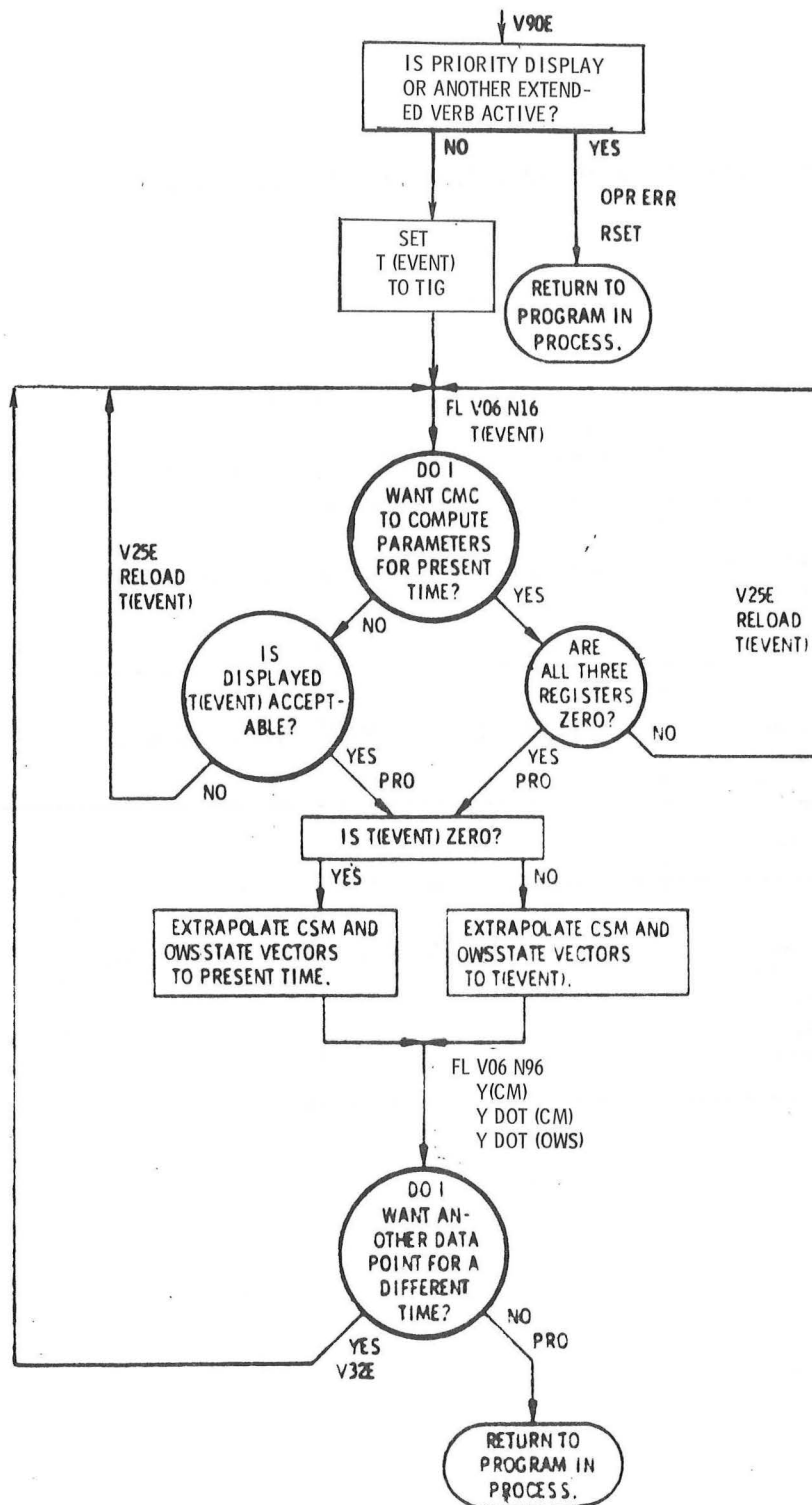 V90E
IS PRIORITY DISPLAY
OR ANOTHER EXTEND-
ED VERB ACTIVE?
NO
YES
OPR ERR
RSET
SET
T (EVENT)
TO TIG
RETURN TO
PROGRAM IN
PROCESS.
FL V06 N16
T(EVENT)
DO I
WANT CMC
TO COMPUTE
PARAMETERS
FOR PRESENT
TIME?
V25E
RELOAD
T(EVENT)
V25E
RELOAD
T(EVENT)
NO
YES
IS
DISPLAYED
T(EVENT) ACCEPT-
ABLE?
ARE
ALL THREE
REGISTERS
ZERO?
NO
YES
PRO
YES
PRO
NO
IS T(EVENT) ZERO?
YES
NO
EXTRAPOLATE CSM AND
OWS STATE VECTORS
TO PRESENT TIME.
EXTRAPOLATE CSM AND
OWS STATE VECTORS
TO T(EVENT).
FL V06 N96
Y(CM)
Y DOT (CM)
Y DOT (OWS)
DO I
WANT AN-
OTHER DATA
POINT FOR A
DIFFERENT
TIME?
YES
V32E
NO
PRO
RETURN TO
PROGRAM IN
PROCESS.